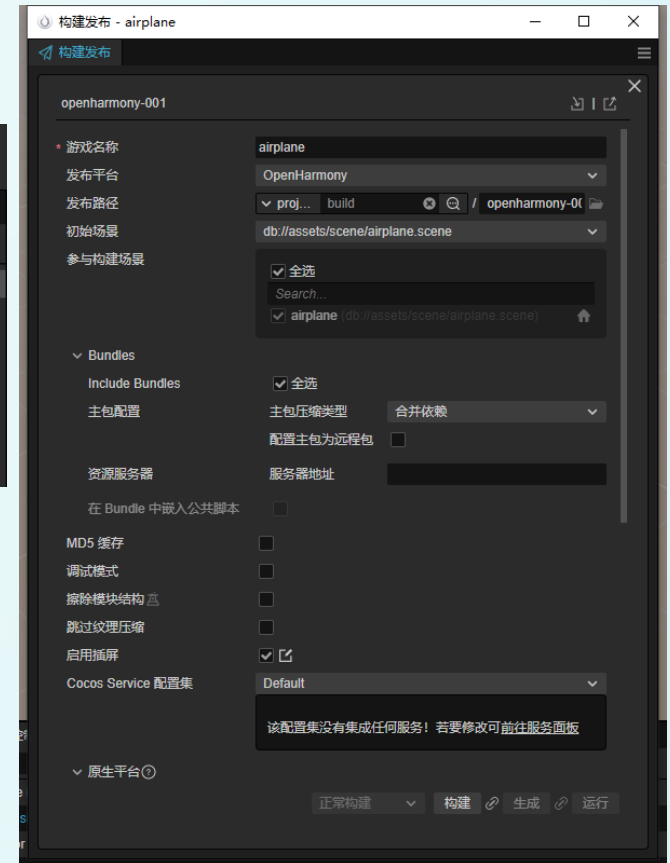 构建发布 - airplane
构建发布
openharmony-001
* 游戏名称 airplane
发布平台 OpenHarmony
发布路径 proj... build / openharmony-00
初始场景 db://assets/scene/airplane.scene
参与构建场景
全选
Search...
airplane (db://assets/scene/airplane.scene)
Bundles
Include Bundles 全选
主包配置 主包压缩类型 合并依赖
配置主包为远程包
资源服务器 服务器地址
在 Bundle 中嵌入公共脚本
MD5 缓存
调试模式
擦除模块结构
跳过纹理压缩
启用插屏
Cocos Service 配置集 Default
该配置集没有集成任何服务！若要修改可前往服务面板
原生平台
正常构建 构建 生成 运行